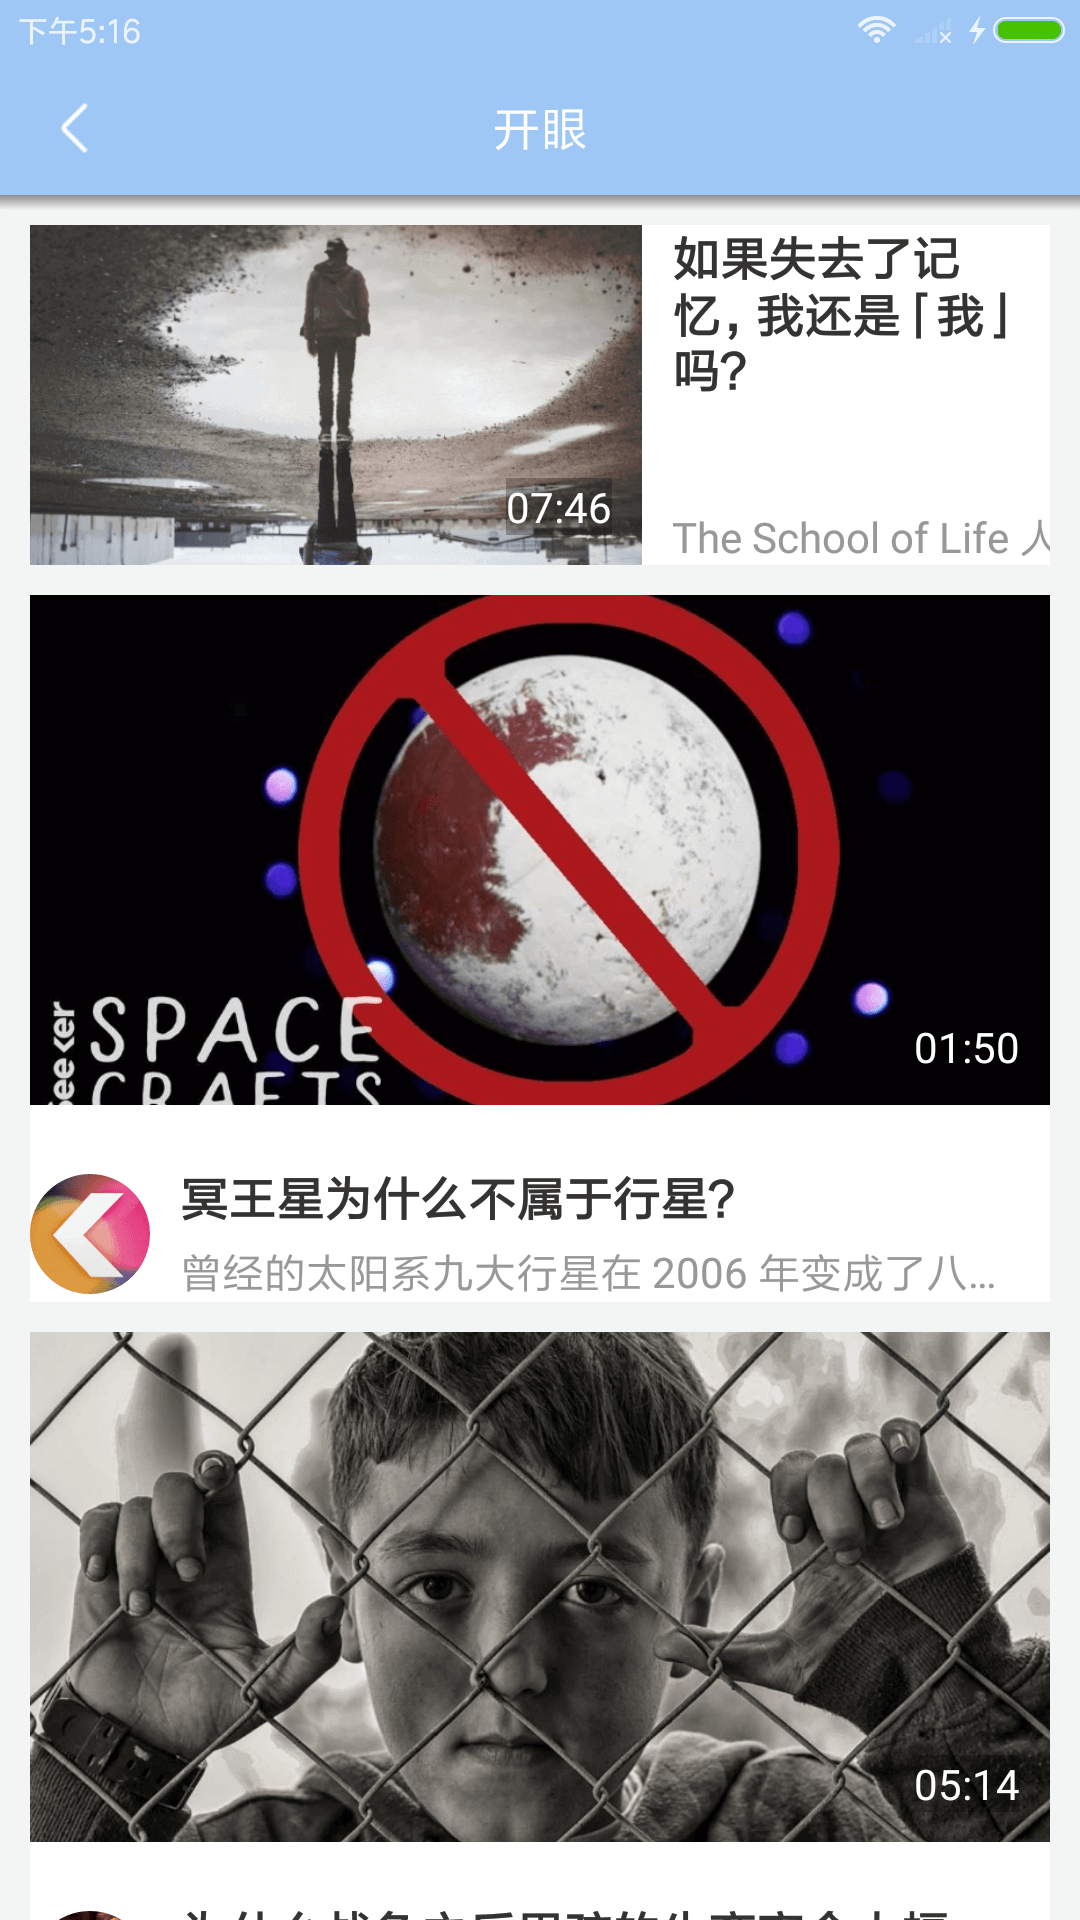 下午5:16
开眼
如果失去了记
忆，我还是「我」
吗？
07:46
The School of Life 人
seeker
SPACE
CRAFTS
01:50
冥王星为什么不属于行星？
曾经的太阳系九大行星在 2006 年变成了八...
05:14